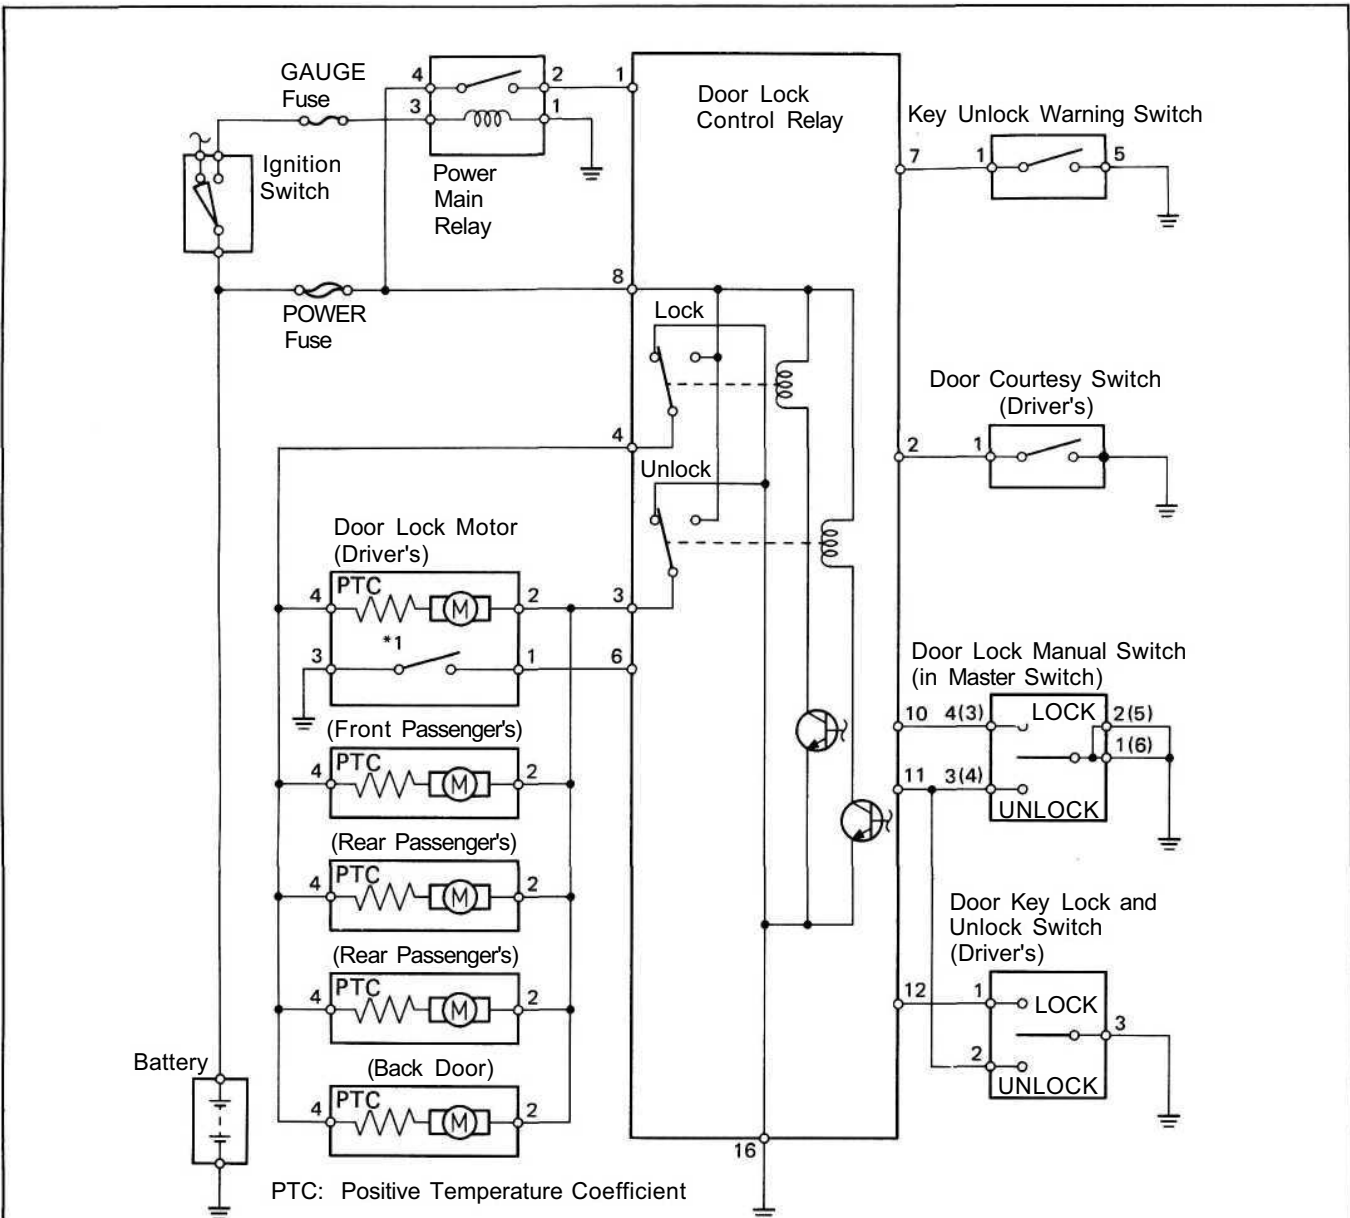 GAUGE
Fuse
4
3
2
1
1
Door Lock
Control Relay
Key Unlock Warning Switch
7
1
5
Ignition
Switch
Power
Main
Relay
POWER
Fuse
8
Lock
Door Courtesy Switch
(Driver's)
4
2
1
Unlock
Door Lock Motor
(Driver's)
PTC
4
M
2
3
*1
3
1
6
Door Lock Manual Switch
(in Master Switch)
10
4(3)
LOCK
2(5)
1(6)
11
3(4)
UNLOCK
(Front Passenger's)
PTC
4
M
2
(Rear Passenger's)
PTC
4
M
2
Door Key Lock and
Unlock Switch
(Driver's)
(Rear Passenger's)
PTC
4
M
2
12
1
LOCK
3
2
UNLOCK
Battery
(Back Door)
PTC
4
M
2
16
PTC: Positive Temperature Coefficient